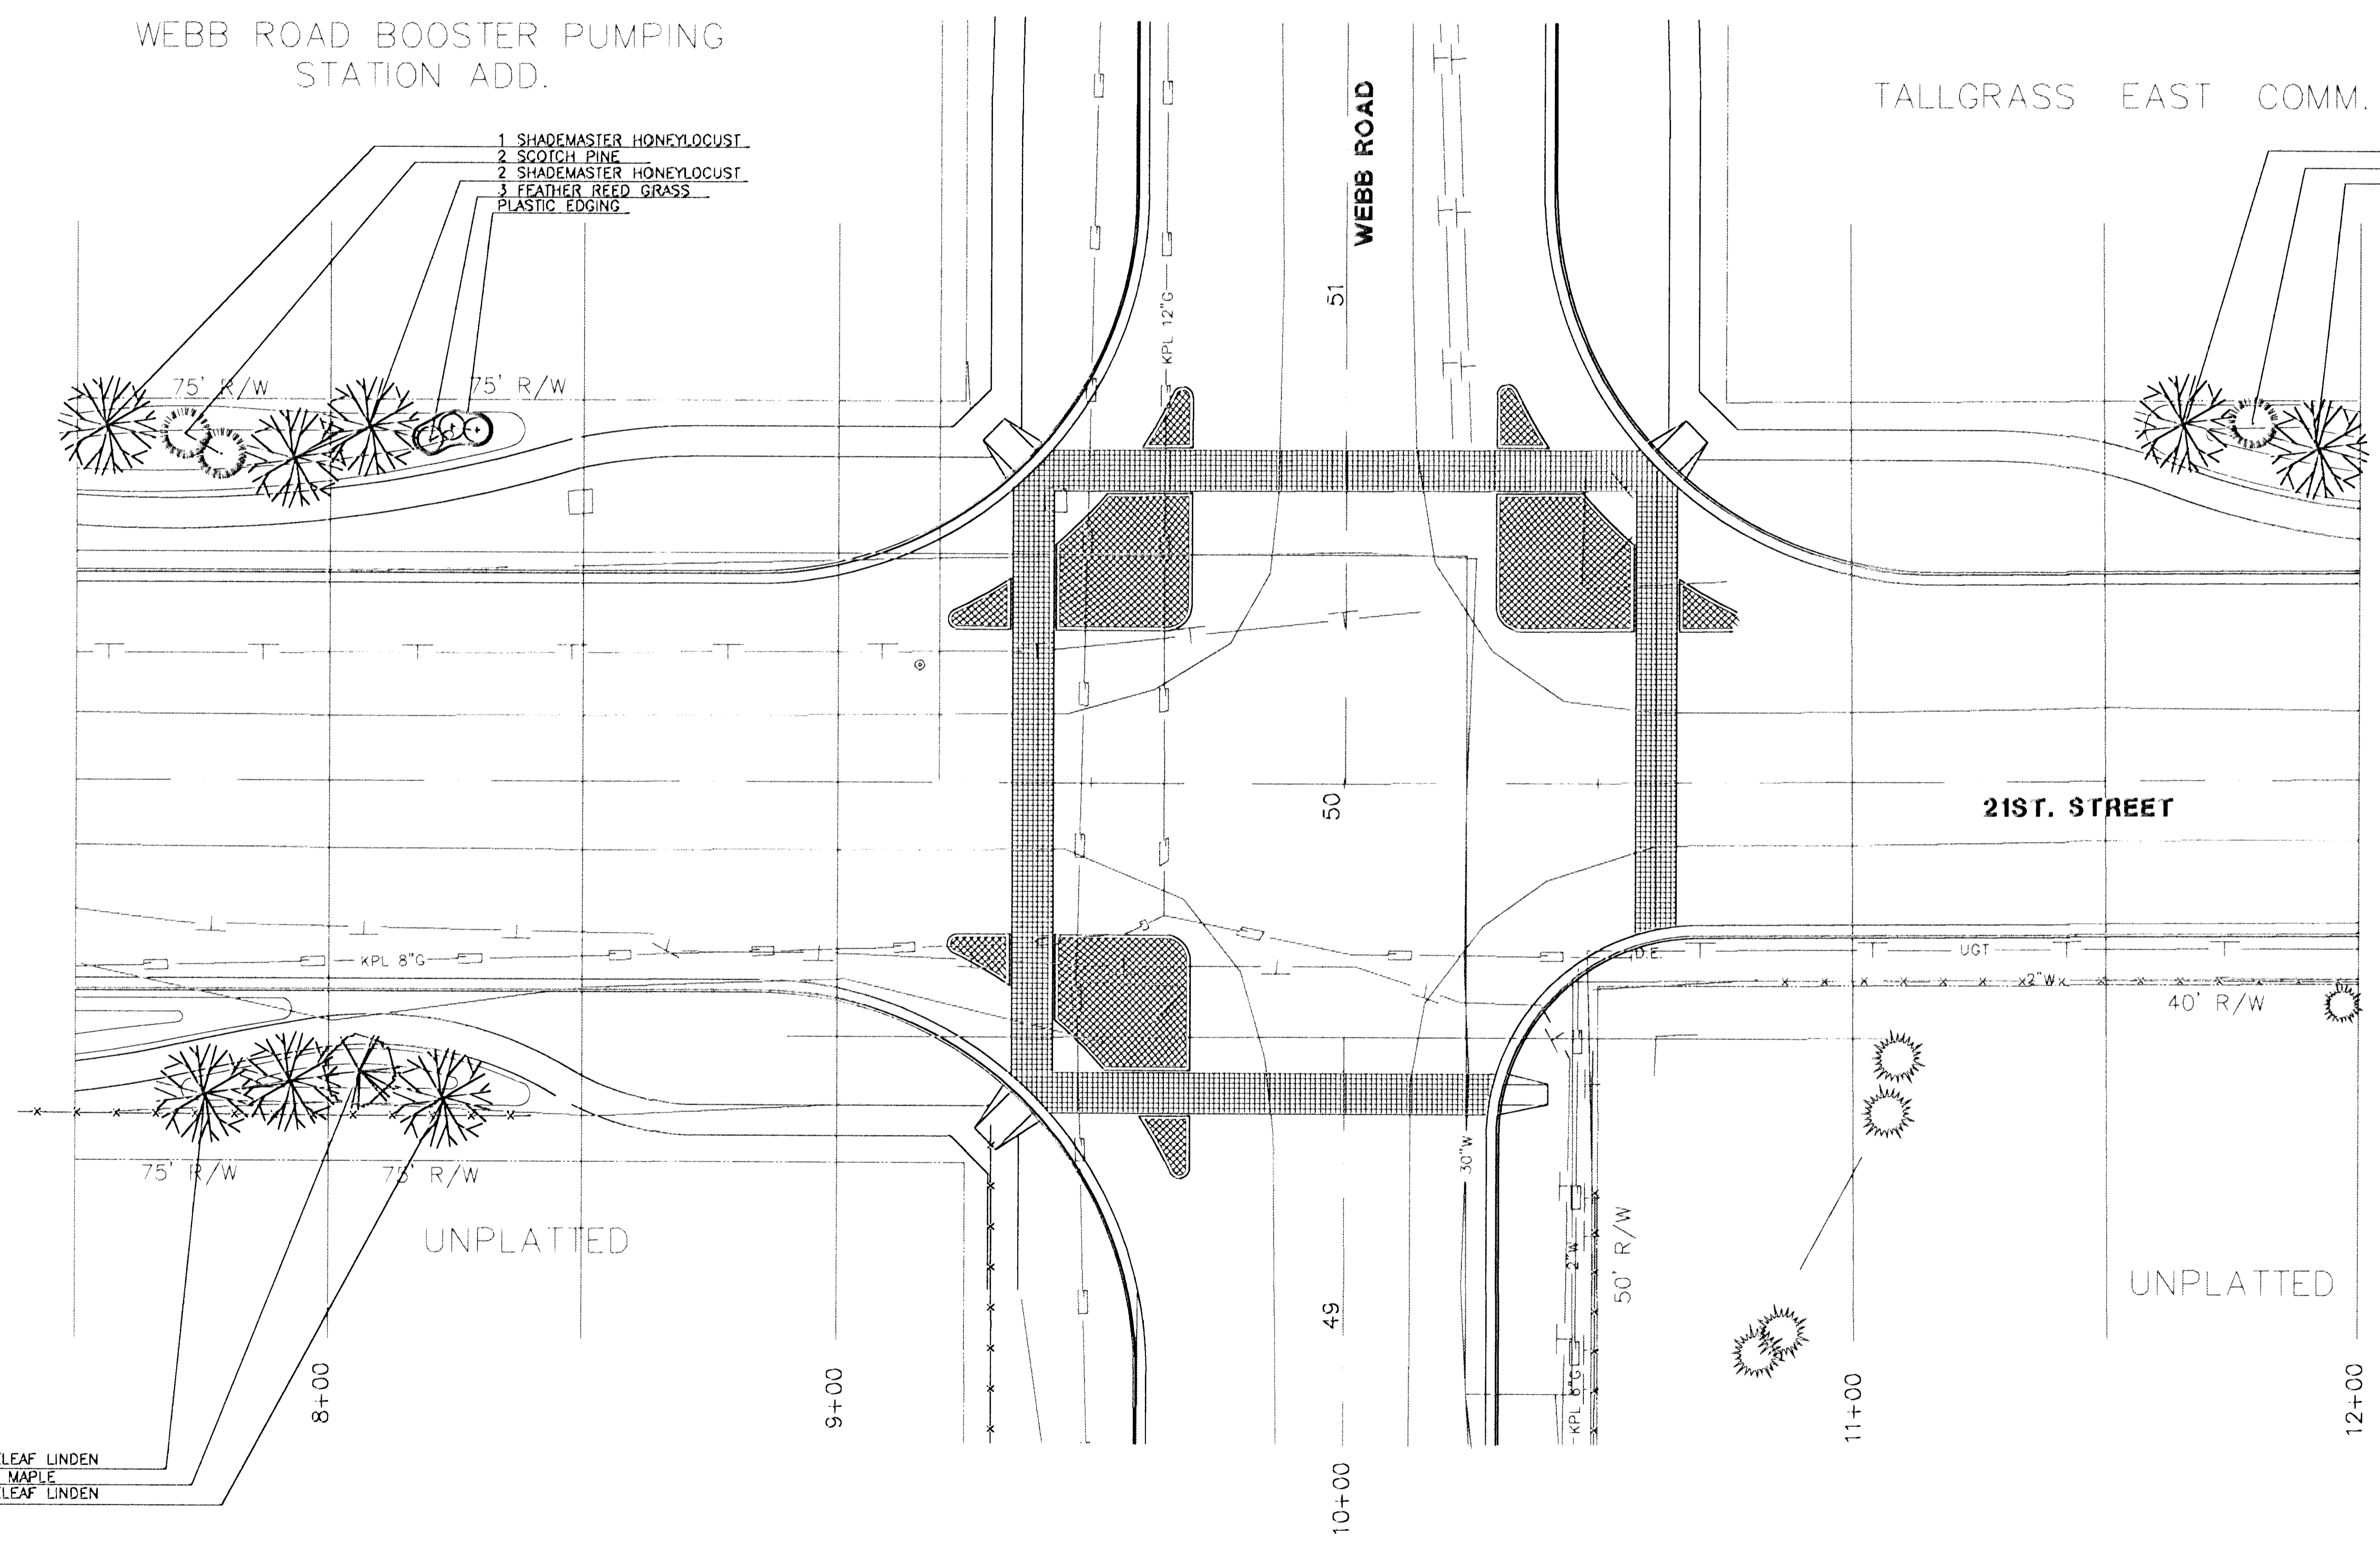 WEBB ROAD BOOSTER PUMPING
STATION ADD.
TALLGRASS EAST COMM.
1 SHADEMASTER HONEYLOCUST
2 SCOTCH PINE
2 SHADEMASTER HONEYLOCUST
3 FEATHER REED GRASS
PLASTIC EDGING
WEBB ROAD
51
KPL 12"G
75' R/W
75' R/W
50
21ST. STREET
KPL 8"G
D.E.
UGT
2"W
40' R/W
30"W
75' R/W
75' R/W
UNPLATTED
2"W
50' R/W
UNPLATTED
49
KPL 8"G
8+00
9+00
11+00
12+00
LEAF LINDEN
MAPLE
LEAF LINDEN
10+00